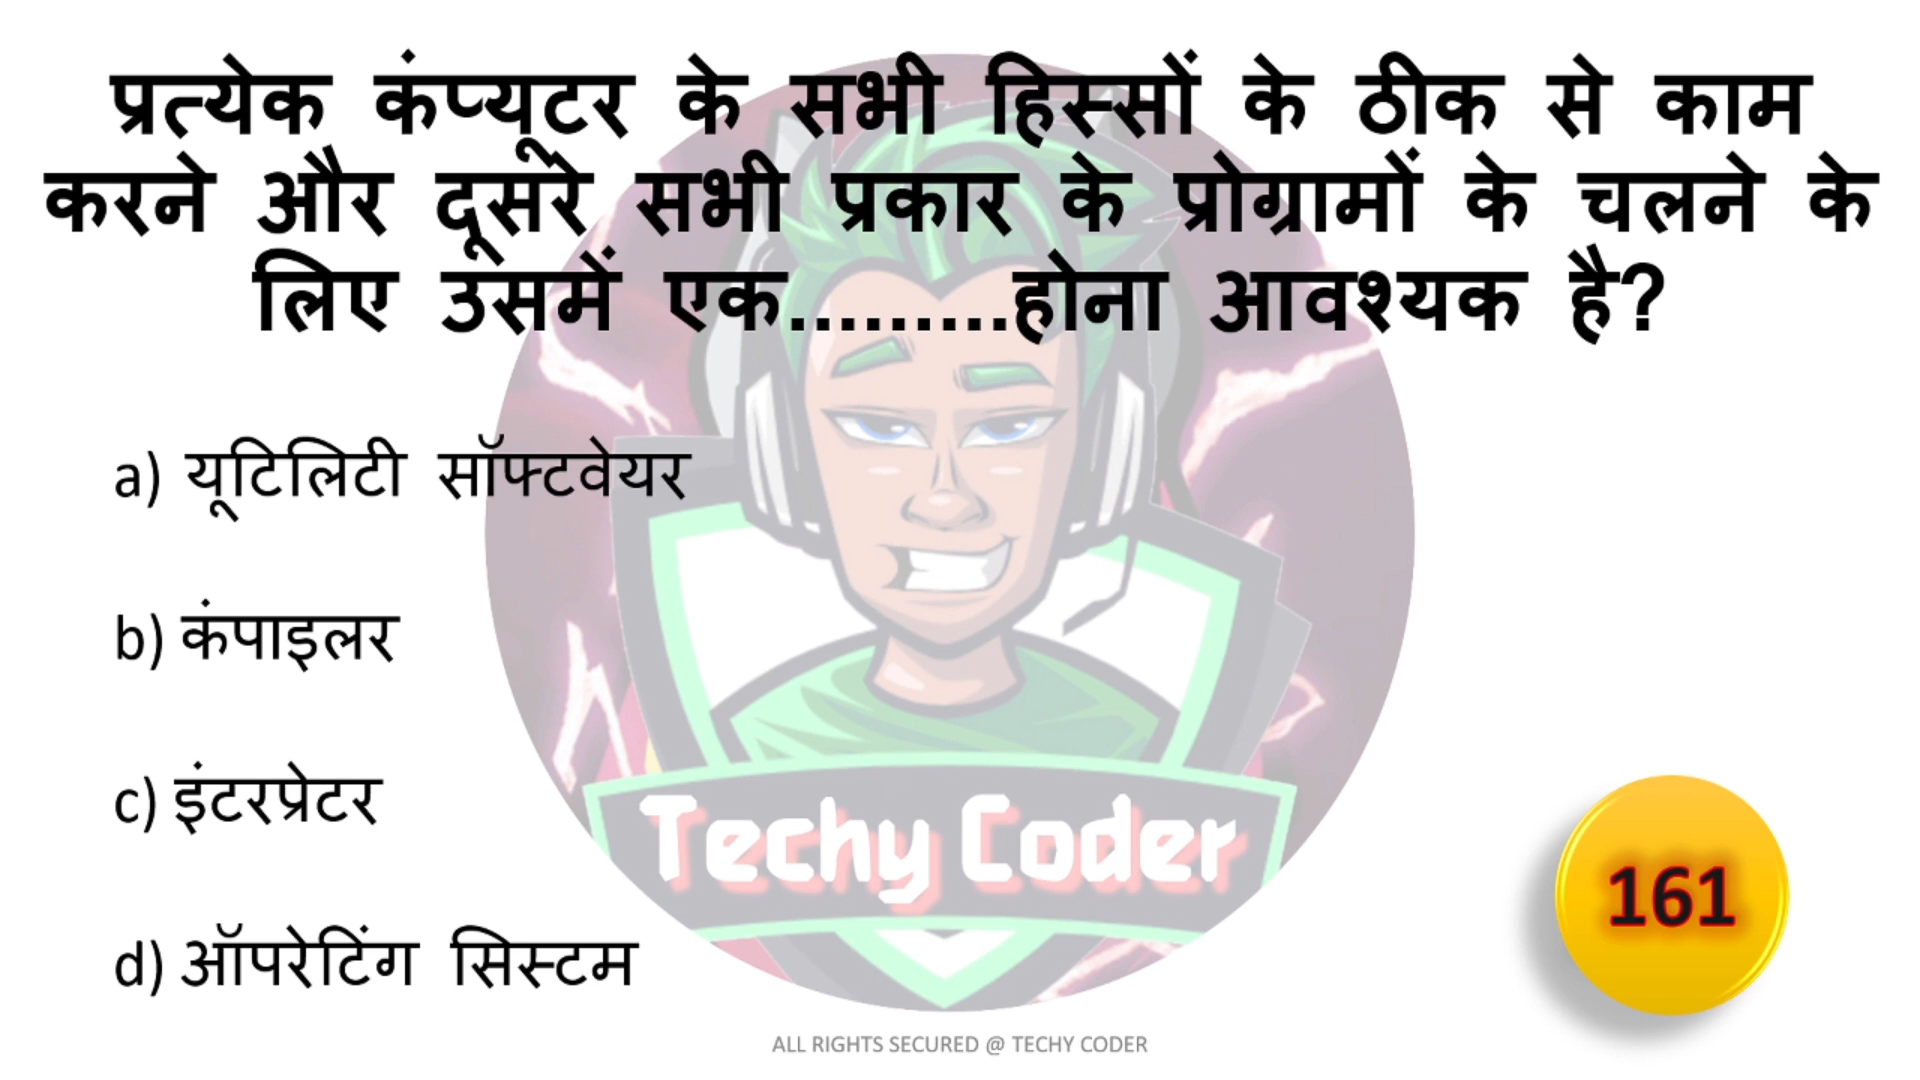 प्रत्येक कंप्यूटर के सभी हिस्सों के ठीक से काम
करने और दूसरे सभी प्रकार के प्रोग्रामों के चलने के
लिए उसमें एक.........होना आवश्यक है?
a) यूटिलिटी सॉफ्टवेयर
b) कंपाइलर
c) इंटरप्रेटर
Techy Coder
161
d) ऑपरेटिंग सिस्टम
ALL RIGHTS SECURED @ TECHY CODER